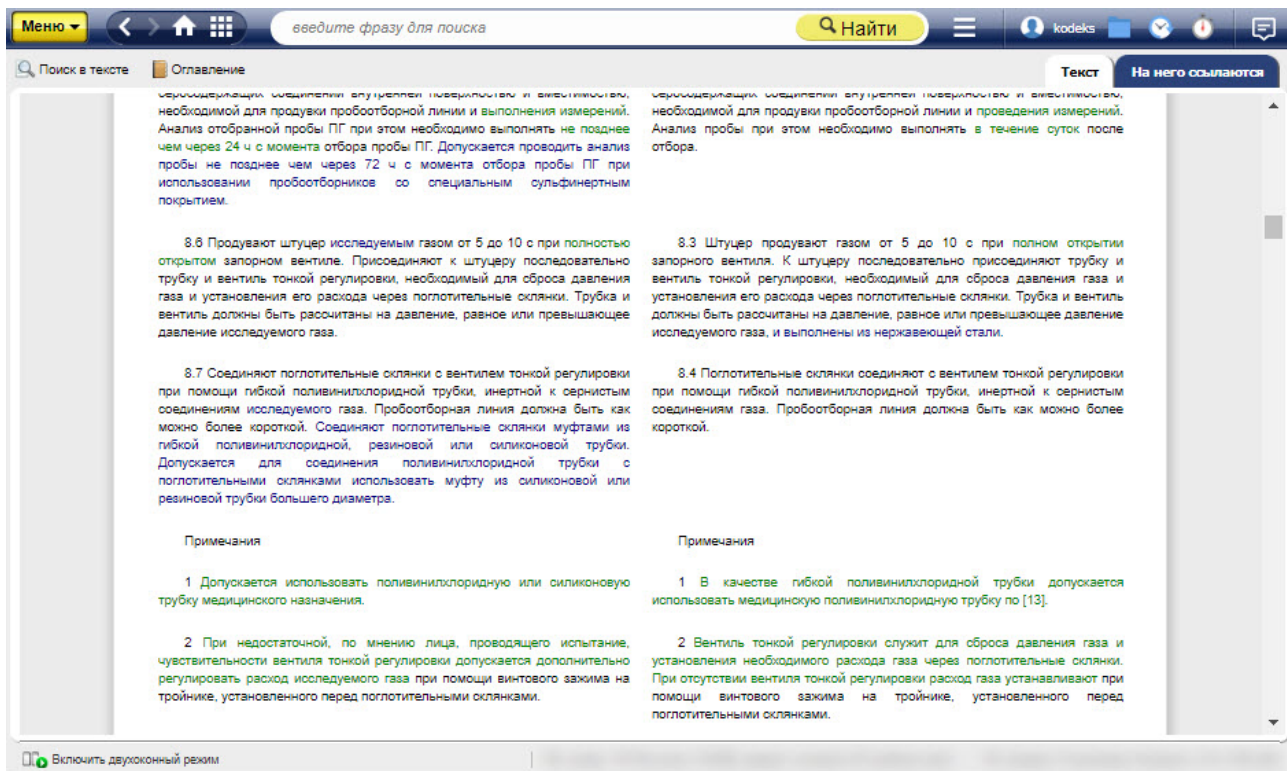 Меню
введите фразу для поиска
Найти
kodeks
Поиск в тексте
Оглавление
Текст
На него ссылаются
серосодержащих соединений внутренней поверхностью и вместимостью,
необходимой для продувки пробоотборной линии и выполнения измерений.
Анализ отобранной пробы ПГ при этом необходимо выполнять не позднее
чем через 24 ч с момента отбора пробы ПГ. Допускается проводить анализ
пробы не позднее чем через 72 ч с момента отбора пробы ПГ при
использовании пробоотборников со специальным сульфинертным
покрытием.
8.6 Продувают штуцер исследуемым газом от 5 до 10 с при полностью
открытом запорном вентиле. Присоединяют к штуцеру последовательно
трубку и вентиль тонкой регулировки, необходимый для сброса давления
газа и установления его расхода через поглотительные склянки. Трубка и
вентиль должны быть рассчитаны на давление, равное или превышающее
давление исследуемого газа.
8.7 Соединяют поглотительные склянки с вентилем тонкой регулировки
при помощи гибкой поливинилхлоридной трубки, инертной к сернистым
соединениям исследуемого газа. Пробоотборная линия должна быть как
можно более короткой. Соединяют поглотительные склянки муфтами из
гибкой поливинилхлоридной, резиновой или силиконовой трубки.
Допускается для соединения поливинилхлоридной трубки с
поглотительными склянками использовать муфту из силиконовой или
резиновой трубки большего диаметра.
Примечания
1 Допускается использовать поливинилхлоридную или силиконовую
трубку медицинского назначения.
2 При недостаточной, по мнению лица, проводящего испытание,
чувствительности вентиля тонкой регулировки допускается дополнительно
регулировать расход исследуемого газа при помощи винтового зажима на
тройнике, установленного перед поглотительными склянками.
серосодержащих соединений внутренней поверхностью и вместимостью,
необходимой для продувки пробоотборной линии и проведения измерений.
Анализ пробы при этом необходимо выполнять в течение суток после
отбора.
8.3 Штуцер продувают газом от 5 до 10 с при полном открытии
запорного вентиля. К штуцеру последовательно присоединяют трубку и
вентиль тонкой регулировки, необходимый для сброса давления газа и
установления его расхода через поглотительные склянки. Трубка и вентиль
должны быть рассчитаны на давление, равное или превышающее давление
исследуемого газа, и выполнены из нержавеющей стали.
8.4 Поглотительные склянки соединяют с вентилем тонкой регулировки
при помощи гибкой поливинилхлоридной трубки, инертной к сернистым
соединениям газа. Пробоотборная линия должна быть как можно более
короткой.
Примечания
1 В качестве гибкой поливинилхлоридной трубки допускается
использовать медицинскую поливинилхлоридную трубку по [13].
2 Вентиль тонкой регулировки служит для сброса давления газа и
установления необходимого расхода газа через поглотительные склянки.
При отсутствии вентиля тонкой регулировки расход газа устанавливают при
помощи винтового зажима на тройнике, установленного перед
поглотительными склянками.
Включить двухоконный режим